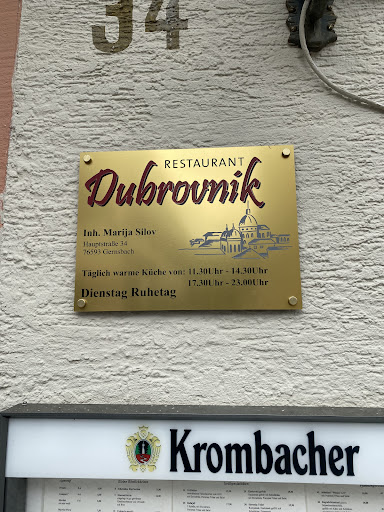 34
RESTAURANT
Dubrovnik
Inh. Marija Silov
Hauptstraße 34
76593 Gernsbach
Täglich warme Küche von: 11.30Uhr - 14.30Uhr
17.30Uhr - 23.00Uhr
Dienstag Ruhetag
Krombacher